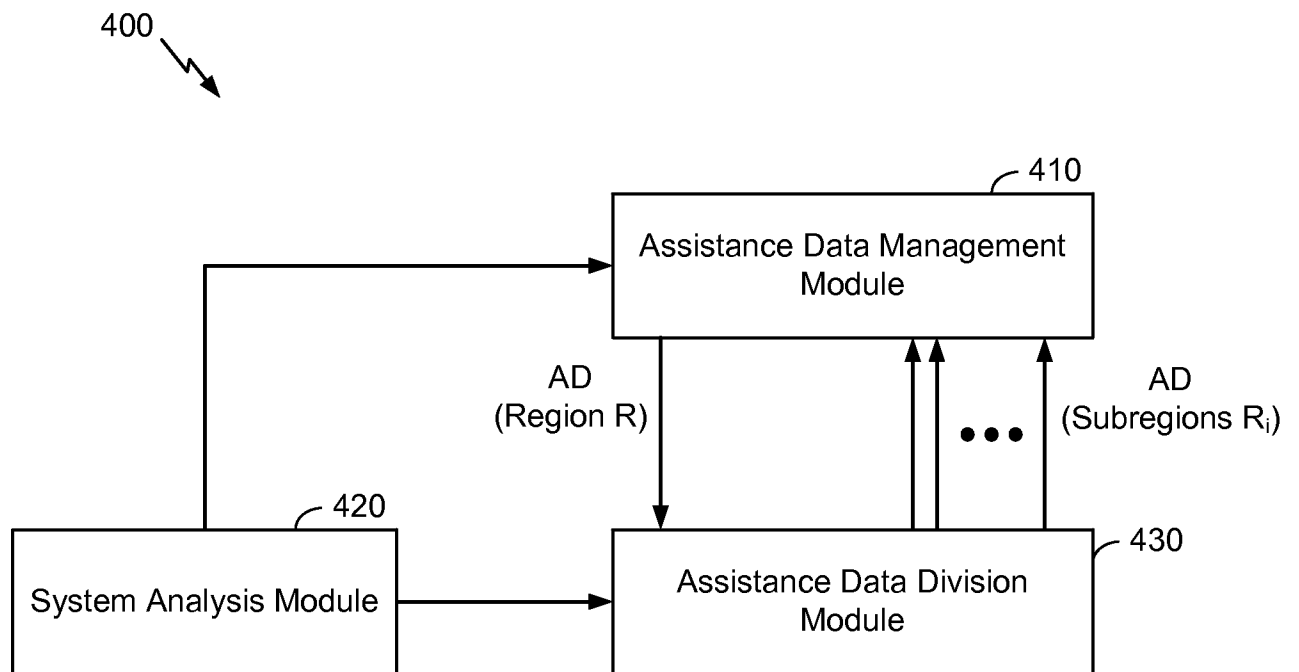 400
410
Assistance Data Management
Module
AD
(Region R)
AD
(Subregions Rᵢ)
420
System Analysis Module
430
Assistance Data Division
Module